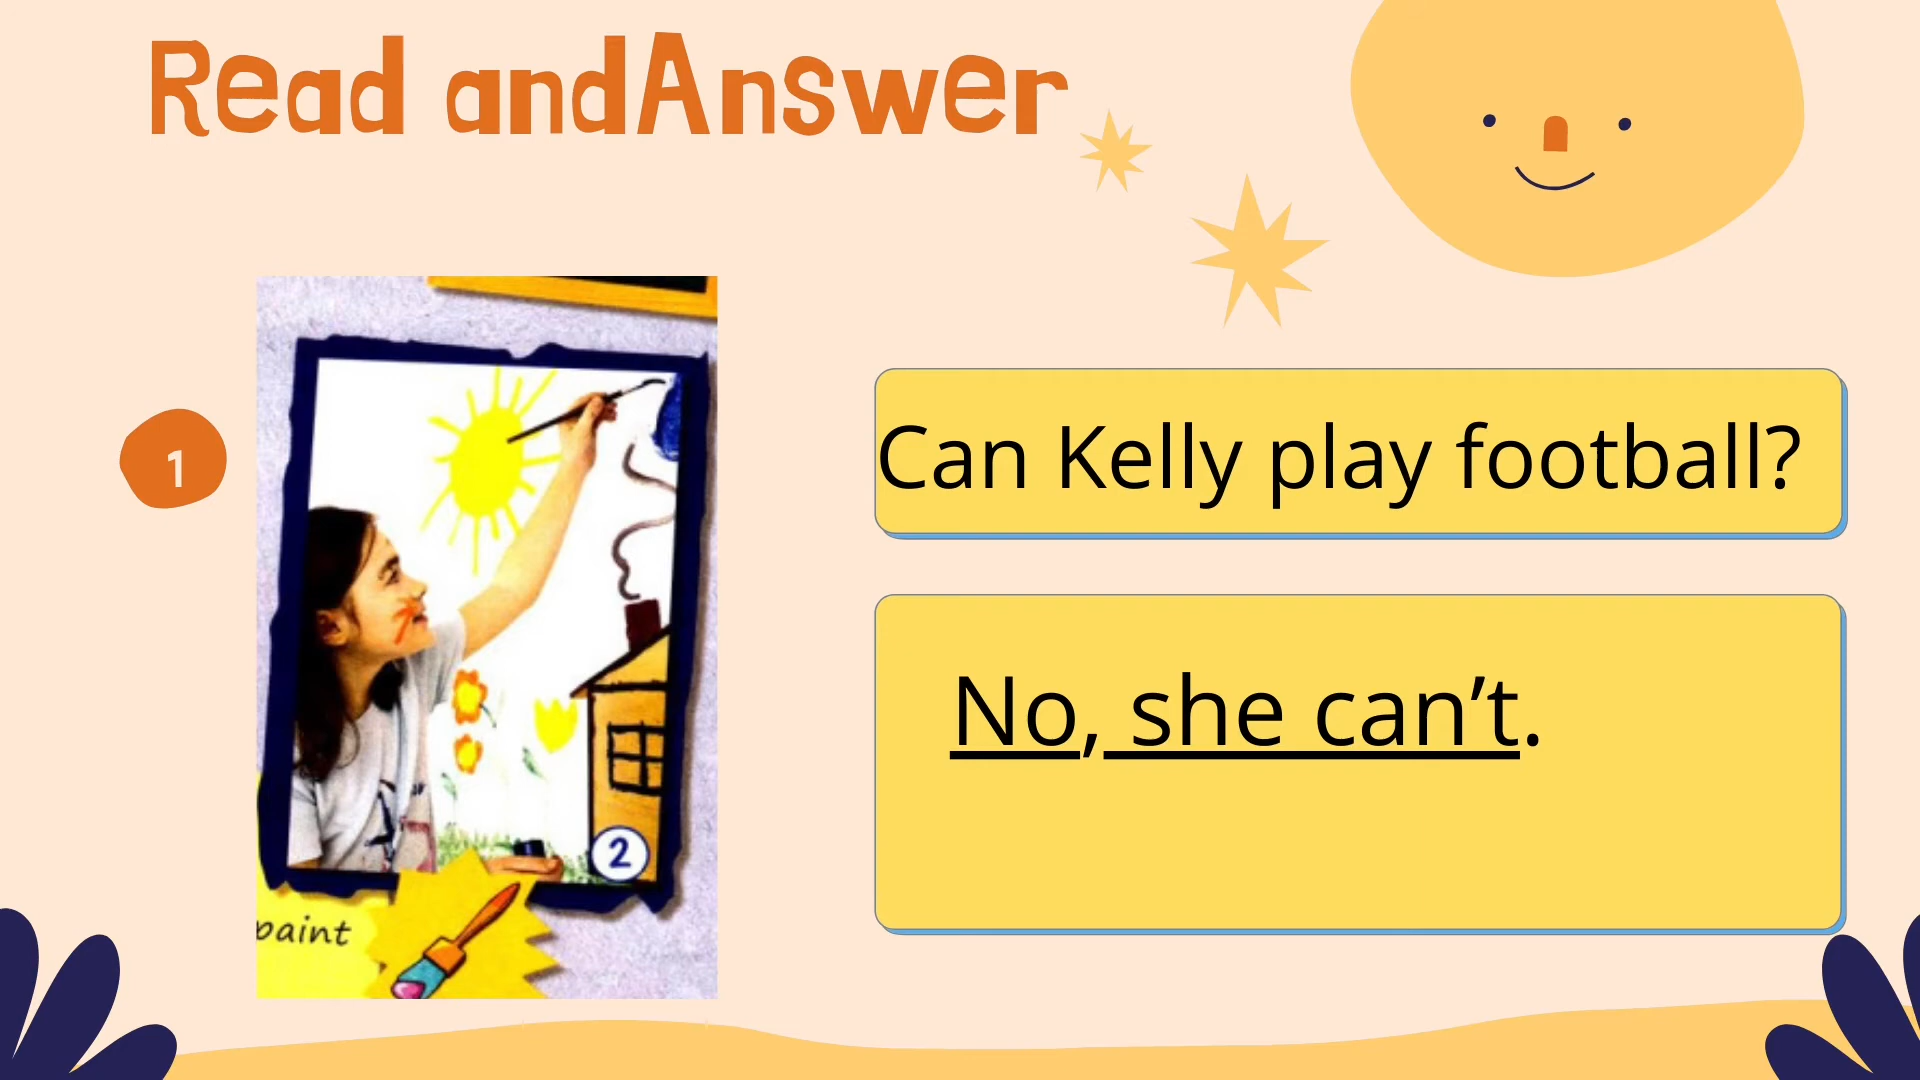 Read andAnswer
1
Can Kelly play football?
No, she can’t.
2
paint